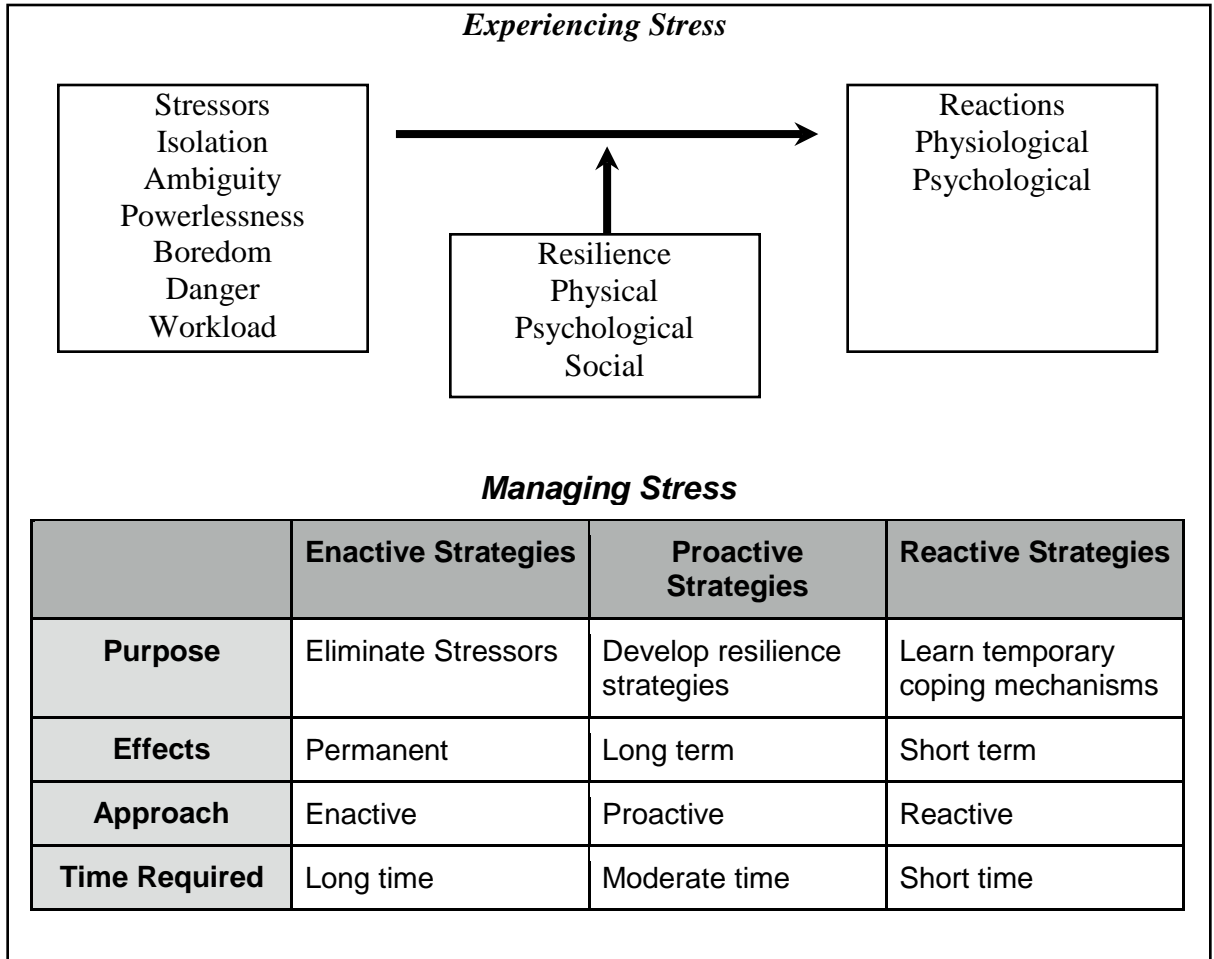 Experiencing Stress
Stressors
Isolation
Ambiguity
Powerlessness
Boredom
Danger
Workload
Resilience
Physical
Psychological
Social
Reactions
Physiological
Psychological
Managing Stress
Enactive Strategies
Proactive
Strategies
Reactive Strategies
Purpose
Eliminate Stressors
Develop resilience
strategies
Learn temporary
coping mechanisms
Effects
Permanent
Long term
Short term
Approach
Enactive
Proactive
Reactive
Time Required
Long time
Moderate time
Short time